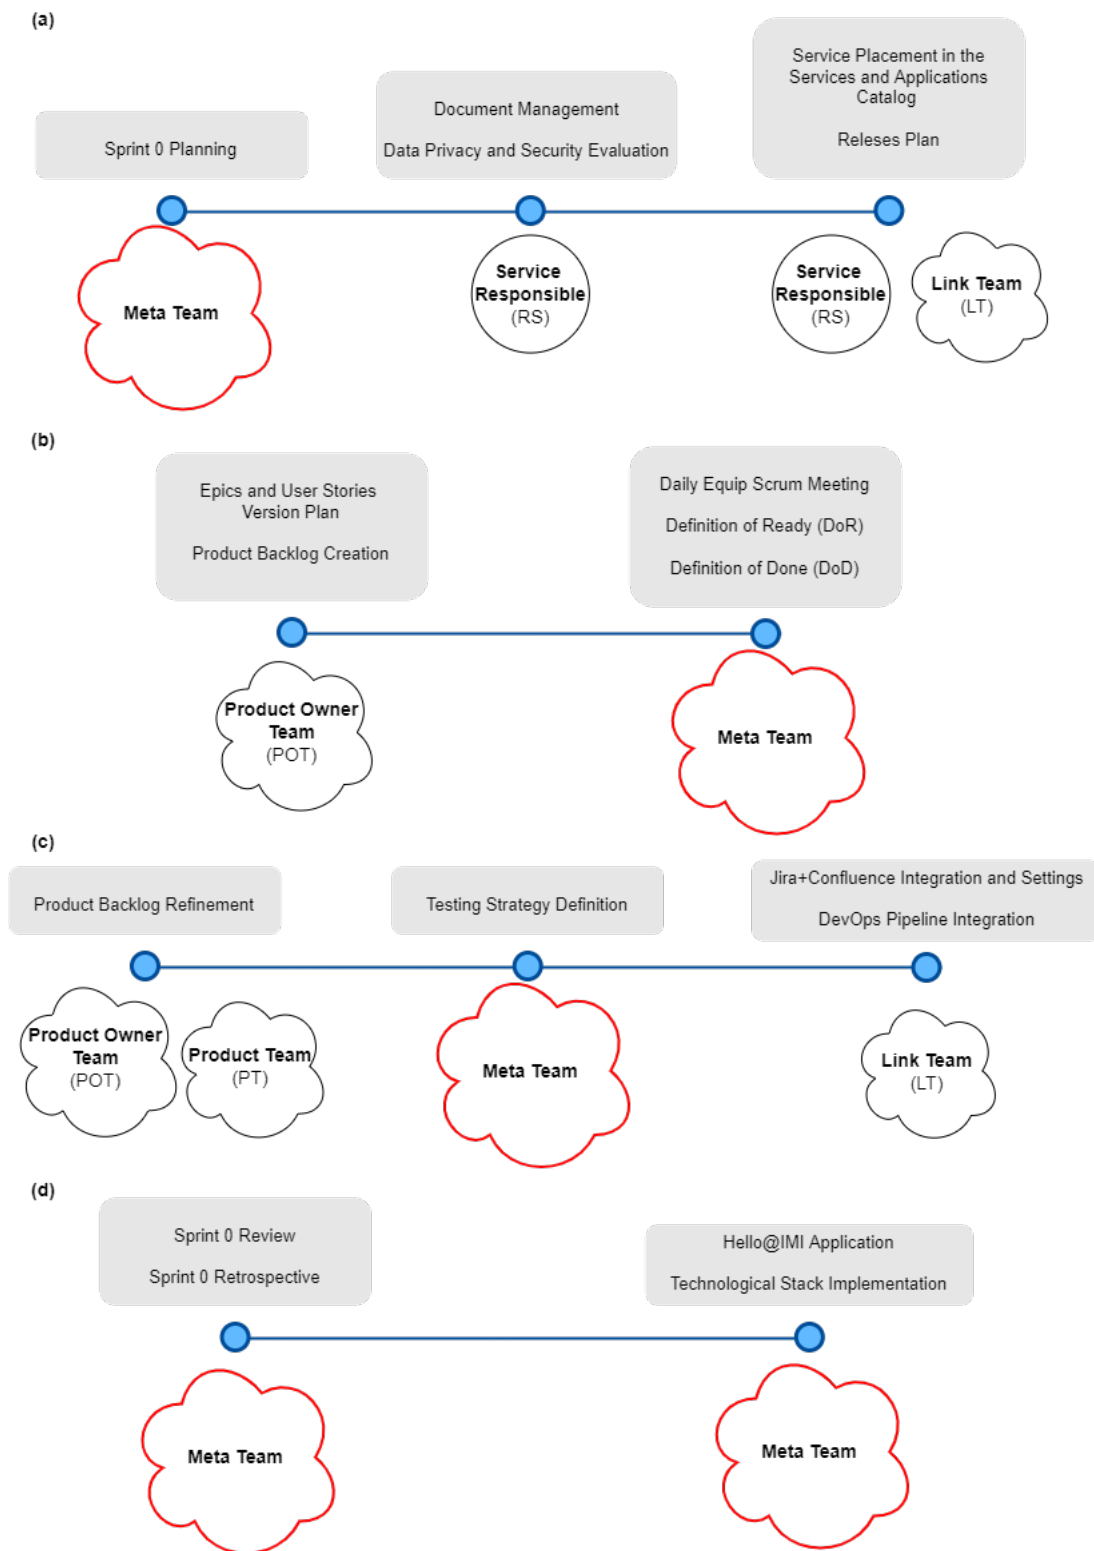 (a)
Sprint 0 Planning
Document Management
Data Privacy and Security Evaluation
Service Placement in the
Services and Applications
Catalog
Releses Plan
Meta Team
Service
Responsible
(RS)
Service
Responsible
(RS)
Link Team
(LT)
(b)
Epics and User Stories
Version Plan
Product Backlog Creation
Daily Equip Scrum Meeting
Definition of Ready (DoR)
Definition of Done (DoD)
Product Owner
Team
(POT)
Meta Team
(c)
Product Backlog Refinement
Testing Strategy Definition
Jira+Confluence Integration and Settings
DevOps Pipeline Integration
Product Owner
Team
(POT)
Product Team
(PT)
Meta Team
Link Team
(LT)
(d)
Sprint 0 Review
Sprint 0 Retrospective
Hello@IMI Application
Technological Stack Implementation
Meta Team
Meta Team